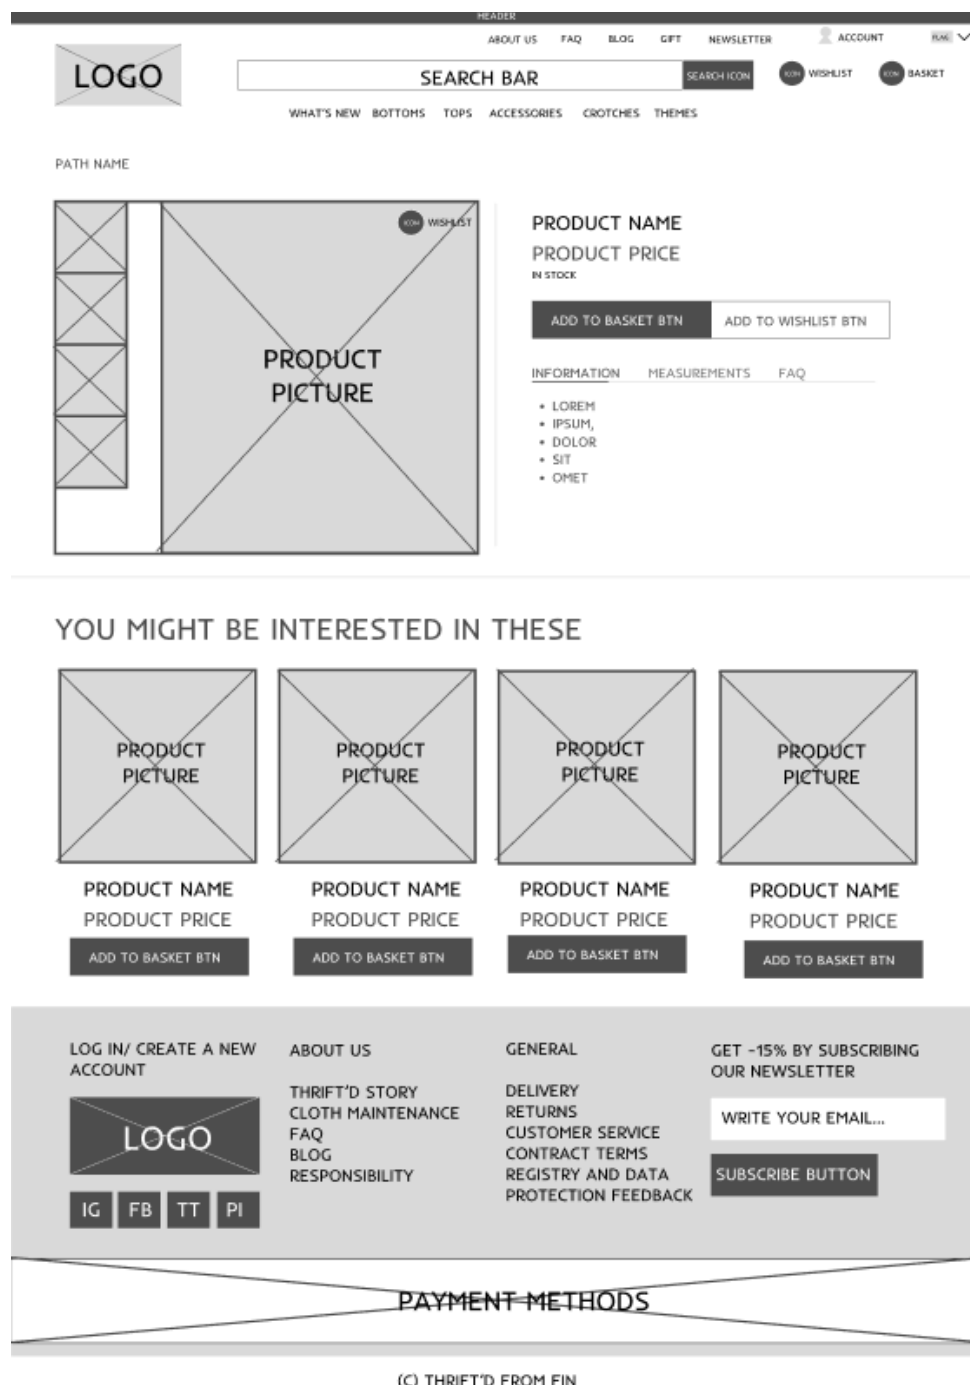 HEADER
ABOUT US FAQ BLOG GIFT NEWSLETTER ACCOUNT FLAG
LOGO
SEARCH BAR SEARCH ICON ICON WISHLIST ICON BASKET
WHAT'S NEW BOTTOMS TOPS ACCESSORIES CROTCHES THEMES
PATH NAME
ICON WISHLIST
PRODUCT
PICTURE
PRODUCT NAME
PRODUCT PRICE
IN STOCK
ADD TO BASKET BTN ADD TO WISHLIST BTN
INFORMATION MEASUREMENTS FAQ
• LOREM
• IPSUM,
• DOLOR
• SIT
• OMET
YOU MIGHT BE INTERESTED IN THESE
PRODUCT
PICTURE
PRODUCT NAME
PRODUCT PRICE
ADD TO BASKET BTN
PRODUCT
PICTURE
PRODUCT NAME
PRODUCT PRICE
ADD TO BASKET BTN
PRODUCT
PICTURE
PRODUCT NAME
PRODUCT PRICE
ADD TO BASKET BTN
PRODUCT
PICTURE
PRODUCT NAME
PRODUCT PRICE
ADD TO BASKET BTN
LOG IN/ CREATE A NEW
ACCOUNT
LOGO
IG FB TT PI
ABOUT US
THRIFT'D STORY
CLOTH MAINTENANCE
FAQ
BLOG
RESPONSIBILITY
GENERAL
DELIVERY
RETURNS
CUSTOMER SERVICE
CONTRACT TERMS
REGISTRY AND DATA
PROTECTION FEEDBACK
GET -15% BY SUBSCRIBING
OUR NEWSLETTER
WRITE YOUR EMAIL...
SUBSCRIBE BUTTON
PAYMENT METHODS
(C) THRIFT'D FROM FIN